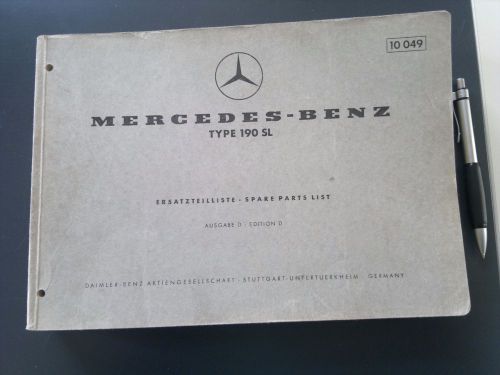 10 049
MERCEDES-BENZ
TYPE 190 SL
ERSATZTEILLISTE - SPARE PARTS LIST
AUSGABE D - EDITION D
DAIMLER-BENZ AKTIENGESELLSCHAFT - STUTTGART-UNTERTUERKHEIM - GERMANY